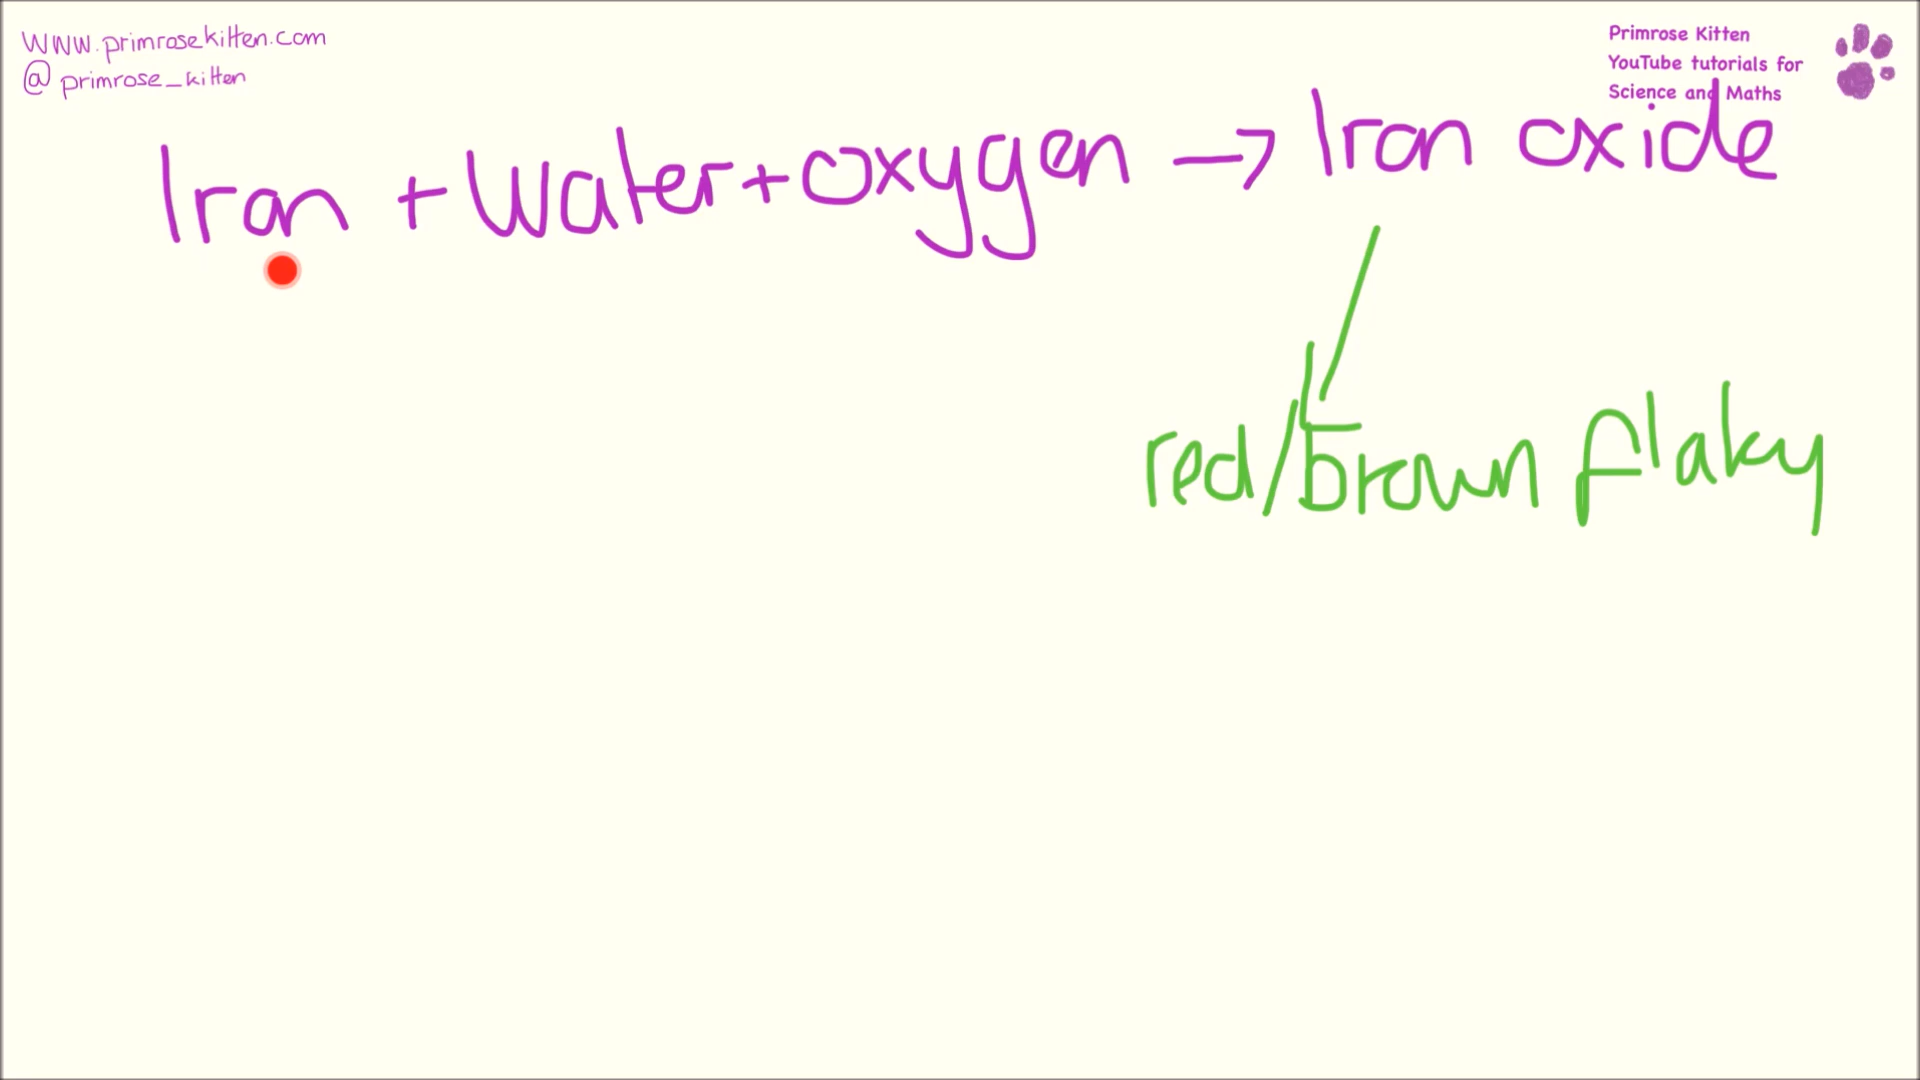 www.primrosekitten.com
@primrose_kitten
Primrose Kitten
YouTube tutorials for
Science and Maths
Iron + Water + oxygen → Iron oxide
red/brown flaky